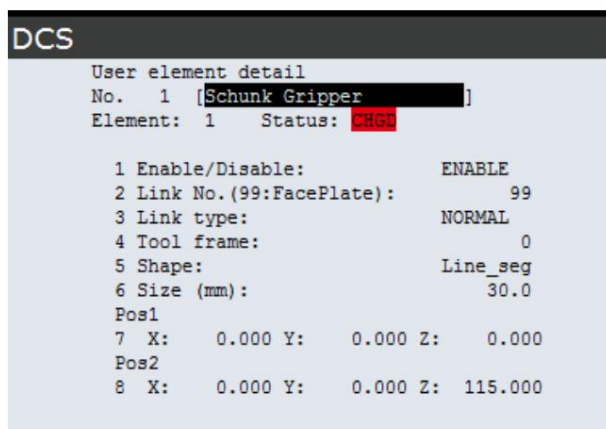 DCS
User element detail
No. 1 [Schunk Gripper ]
Element: 1 Status: CHGD
1 Enable/Disable: ENABLE
2 Link No.(99:FacePlate): 99
3 Link type: NORMAL
4 Tool frame: 0
5 Shape: Line_seg
6 Size (mm): 30.0
Pos1
7 X: 0.000 Y: 0.000 Z: 0.000
Pos2
8 X: 0.000 Y: 0.000 Z: 115.000